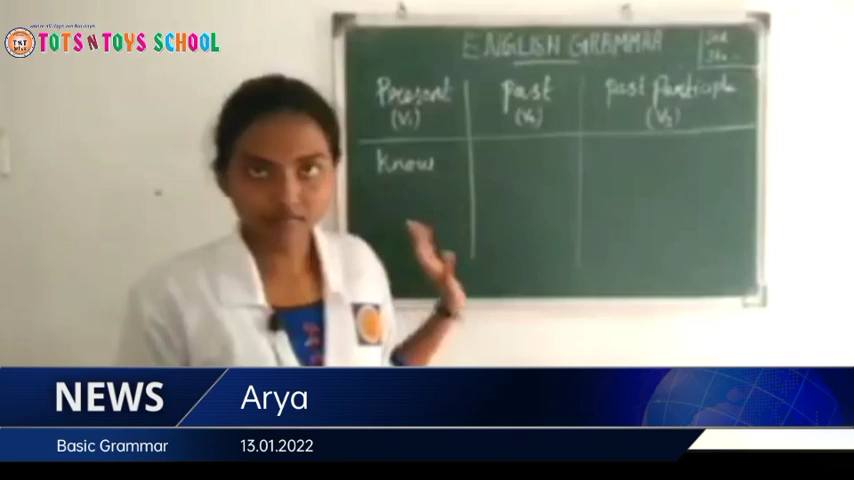 TOTS N TOYS SCHOOL
ENGLISH GRAMMAR
Present
Past
Past Participle
(V₁)
(V₂)
(V₃)
Know
NEWS
Arya
Basic Grammar
13.01.2022